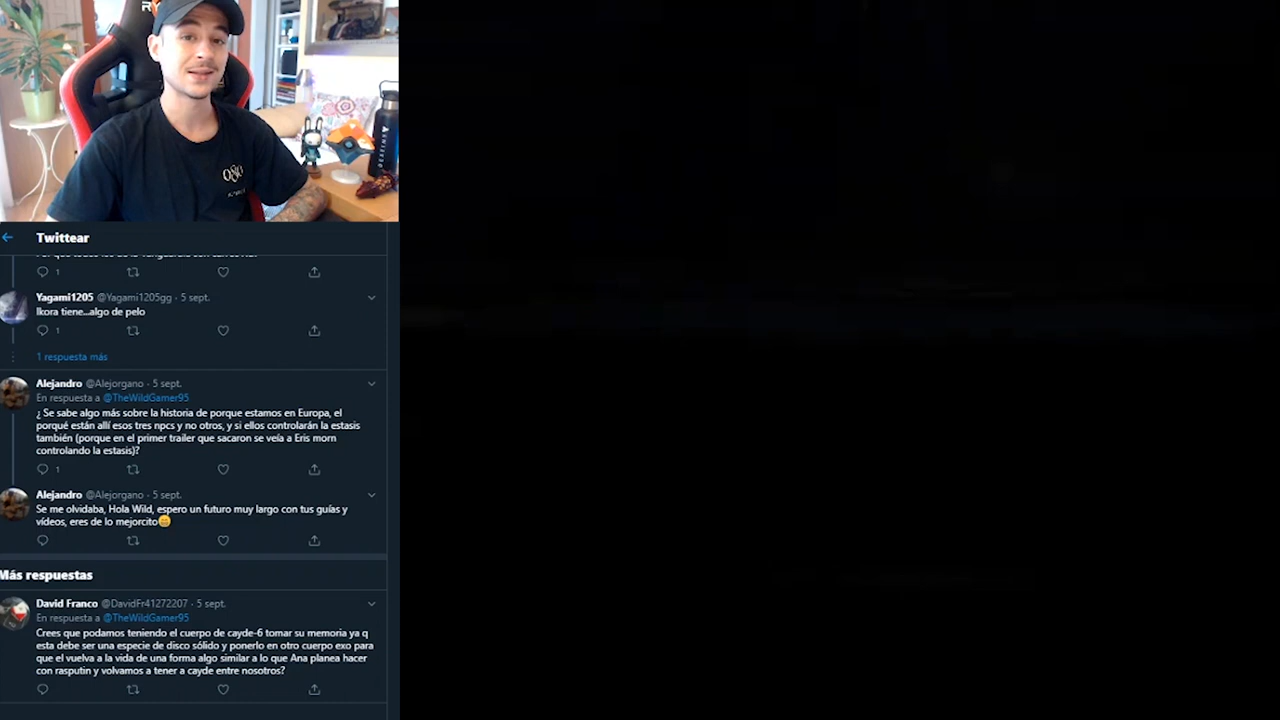 Twittear
1
Yagami1205 @Yagami1205gg · 5 sept.
Ikora tiene...algo de pelo
1
1 respuesta más
Alejandro @Alejorgano · 5 sept.
En respuesta a @TheWildGamer95
¿ Se sabe algo más sobre la historia de porque estamos en Europa, el
porqué están allí esos tres npcs y no otros, y si ellos controlarán la estasis
también (porque en el primer trailer que sacaron se veía a Eris morn
controlando la estasis)?
1
Alejandro @Alejorgano · 5 sept.
Se me olvidaba, Hola Wild, espero un futuro muy largo con tus guías y
vídeos, eres de lo mejorcito😄
Más respuestas
David Franco @DavidFr41272207 · 5 sept.
En respuesta a @TheWildGamer95
Crees que podamos teniendo el cuerpo de cayde-6 tomar su memoria ya q
esta debe ser una especie de disco sólido y ponerlo en otro cuerpo exo para
que el vuelva a la vida de una forma algo similar a lo que Ana planea hacer
con rasputin y volvamos a tener a cayde entre nosotros?